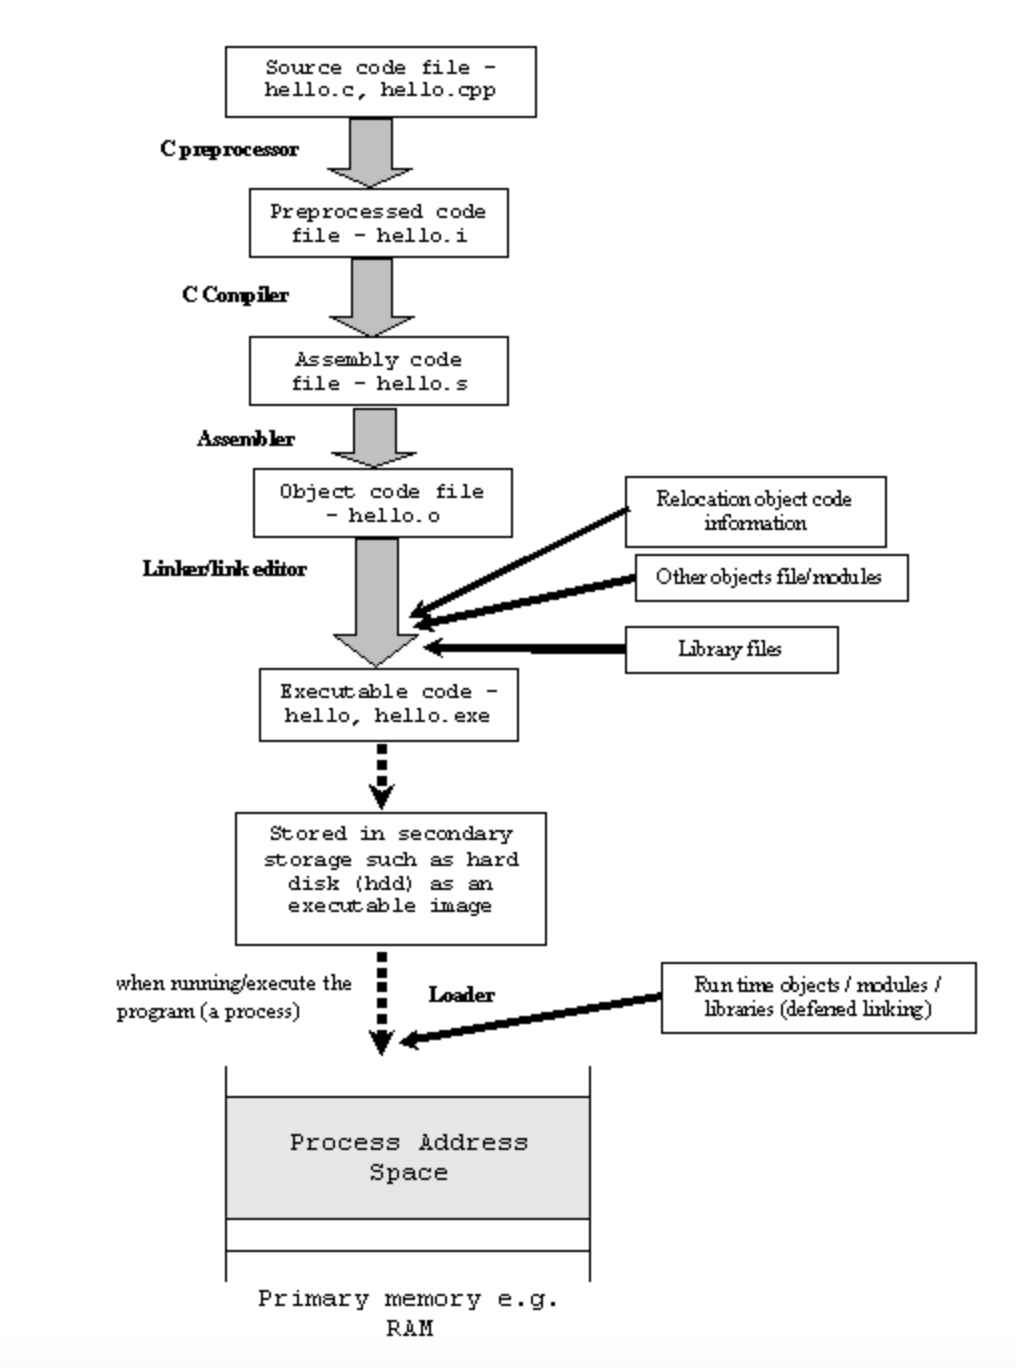 Source code file -
hello.c, hello.cpp
C preprocessor
Preprocessed code
file - hello.i
C Compiler
Assembly code
file - hello.s
Assembler
Object code file
- hello.o
Linker/link editor
Relocation object code
information
Other objects file/modules
Library files
Executable code -
hello, hello.exe
Stored in secondary
storage such as hard
disk (hdd) as an
executable image
when running/execute the
program (a process)
Loader
Run time objects / modules /
libraries (deferred linking)
Process Address
Space
Primary memory e.g.
RAM